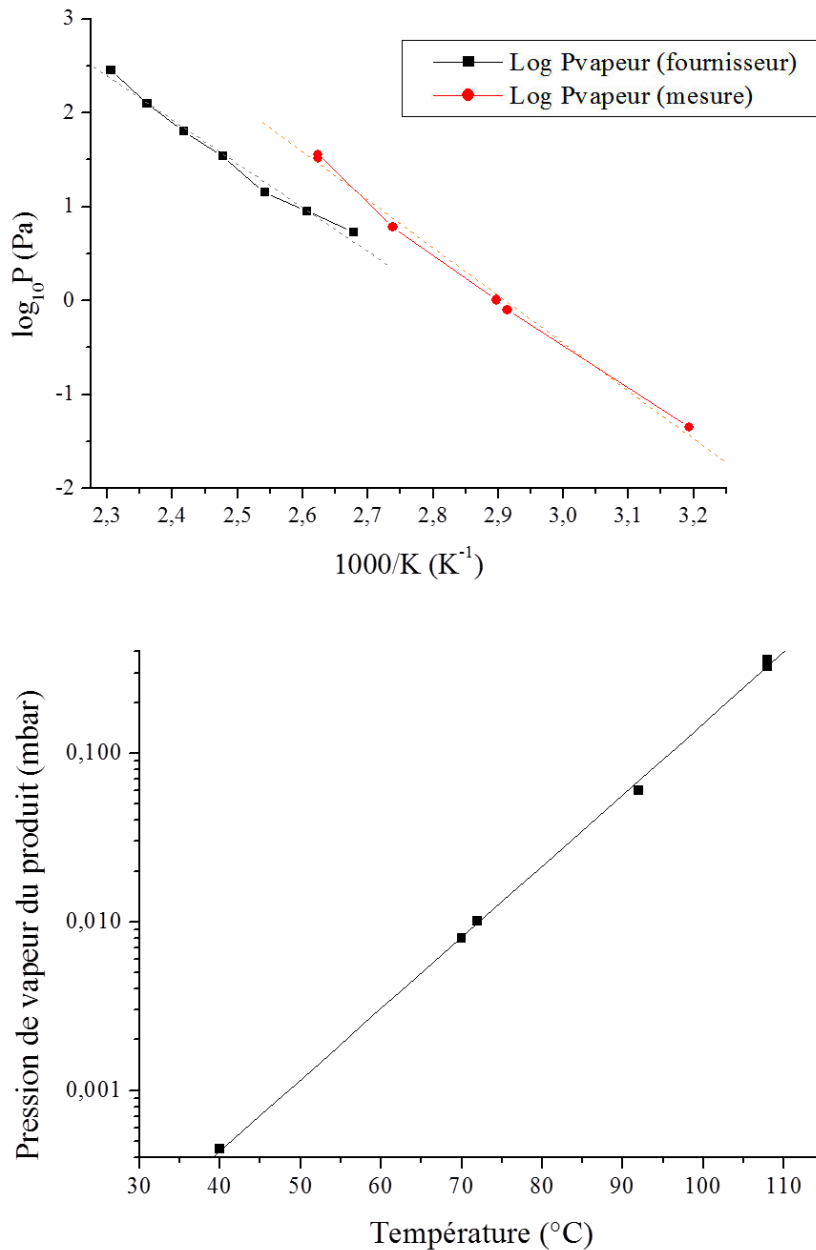 Log Pvapeur (fournisseur)
Log Pvapeur (mesure)
3
2
1
0
-1
-2
log₁₀P (Pa)
2,3 2,4 2,5 2,6 2,7 2,8 2,9 3,0 3,1 3,2
1000/K (K⁻¹)
Pression de vapeur du produit (mbar)
0,100
0,010
0,001
30 40 50 60 70 80 90 100 110
Température (°C)